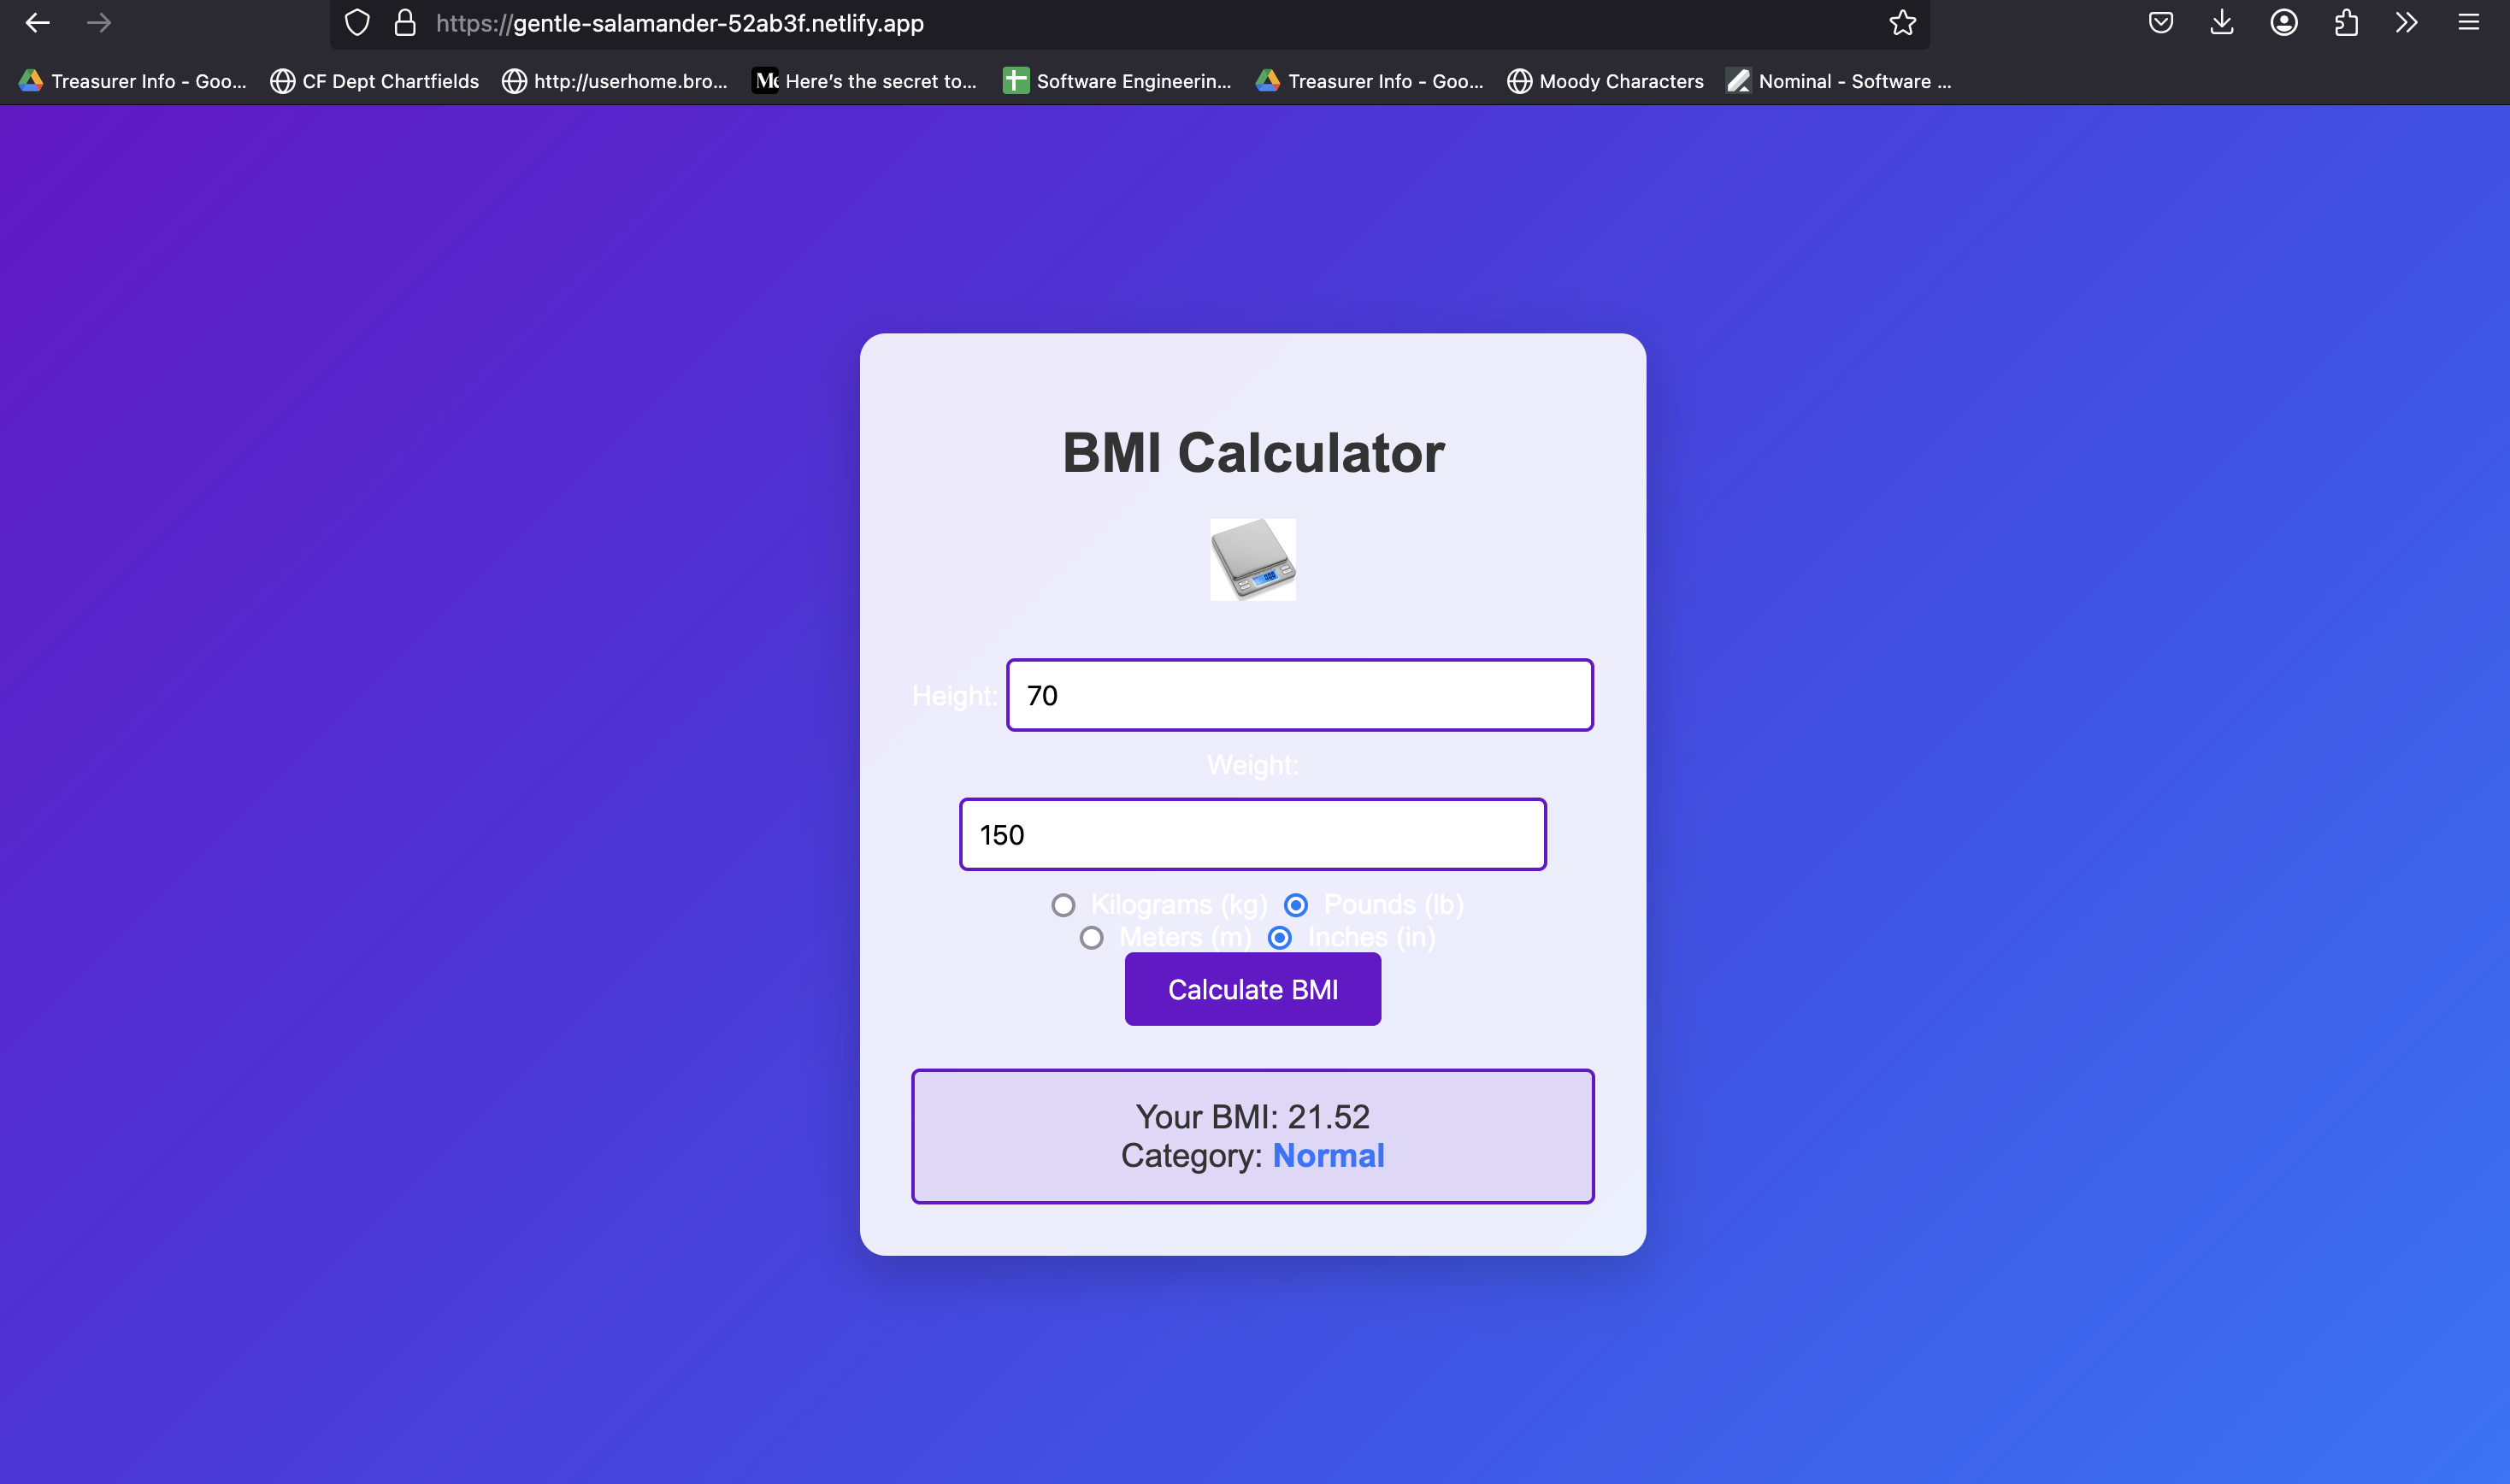 https://gentle-salamander-52ab3f.netlify.app
Treasurer Info - Goo... CF Dept Chartfields http://userhome.bro... Me Here's the secret to... Software Engineerin... Treasurer Info - Goo... Moody Characters Nominal - Software ...
BMI Calculator
Height: 70
Weight:
150
Kilograms (kg) Pounds (lb)
Meters (m) Inches (in)
Calculate BMI
Your BMI: 21.52
Category: Normal